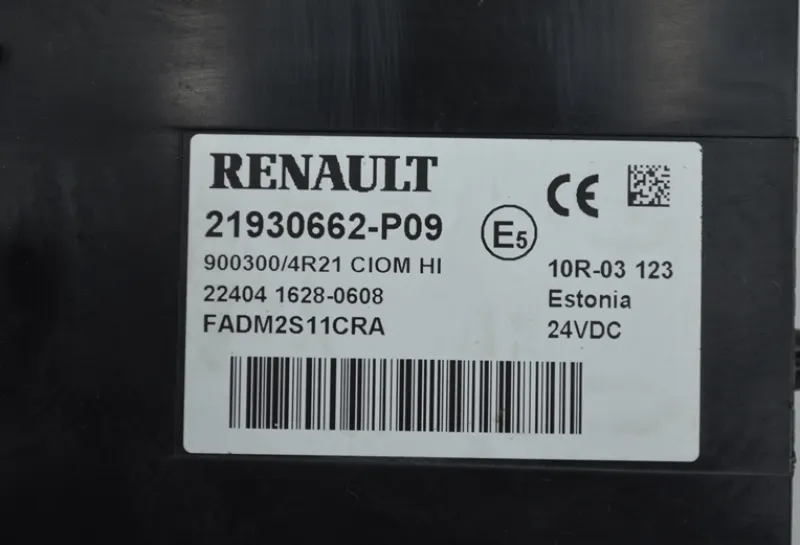 RENAULT
21930662-P09
900300/4R21 CIOM HI
22404 1628-0608
FADM2S11CRA
E5
CE
10R-03 123
Estonia
24VDC